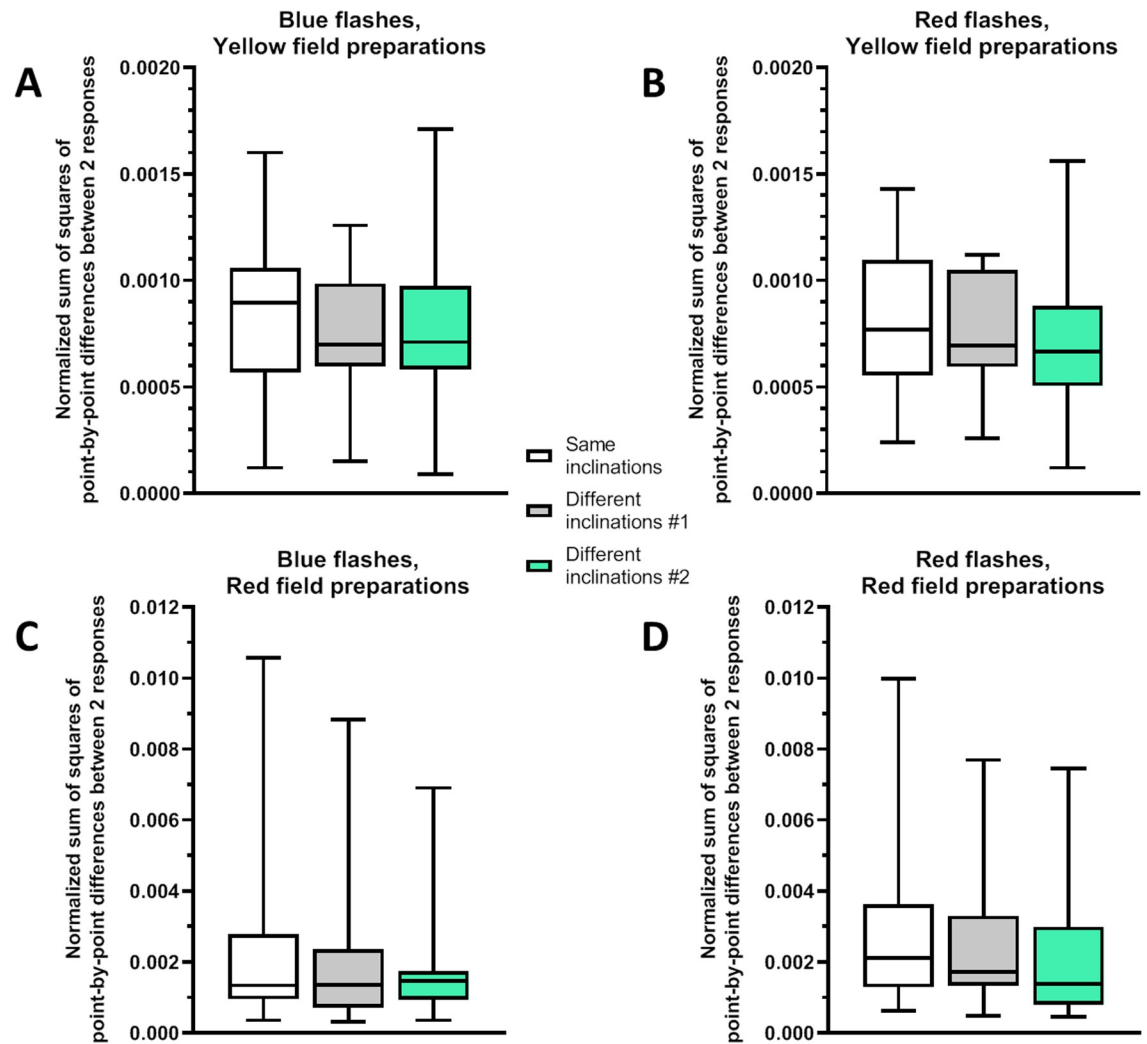 A
Blue flashes,
Yellow field preparations
Normalized sum of squares of
point-by-point differences between 2 responses
0.0020
0.0015
0.0010
0.0005
0.0000
B
Red flashes,
Yellow field preparations
Normalized sum of squares of
point-by-point differences between 2 responses
0.0020
0.0015
0.0010
0.0005
0.0000
Same
inclinations
Different
inclinations #1
Different
inclinations #2
C
Blue flashes,
Red field preparations
Normalized sum of squares of
point-by-point differences between 2 responses
0.012
0.010
0.008
0.006
0.004
0.002
0.000
D
Red flashes,
Red field preparations
Normalized sum of squares of
point-by-point differences between 2 responses
0.012
0.010
0.008
0.006
0.004
0.002
0.000